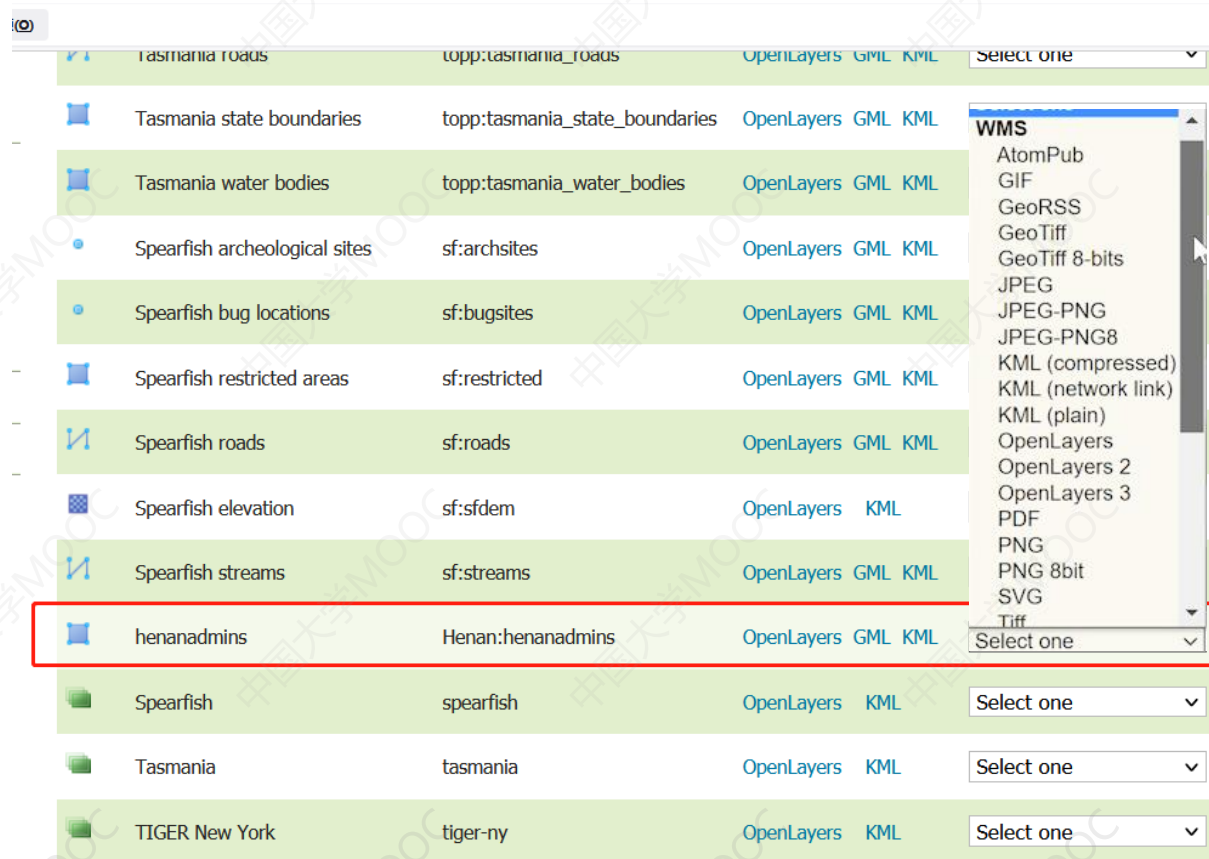 (O)
Tasmania roads topp:tasmania_roads OpenLayers GML KML Select one
Tasmania state boundaries topp:tasmania_state_boundaries OpenLayers GML KML
Tasmania water bodies topp:tasmania_water_bodies OpenLayers GML KML
Spearfish archeological sites sf:archsites OpenLayers GML KML
Spearfish bug locations sf:bugsites OpenLayers GML KML
Spearfish restricted areas sf:restricted OpenLayers GML KML
Spearfish roads sf:roads OpenLayers GML KML
Spearfish elevation sf:sfdem OpenLayers KML
Spearfish streams sf:streams OpenLayers GML KML
henanadmins Henan:henanadmins OpenLayers GML KML Select one
Spearfish spearfish OpenLayers KML Select one
Tasmania tasmania OpenLayers KML Select one
TIGER New York tiger-ny OpenLayers KML Select one
WMS
AtomPub
GIF
GeoRSS
GeoTiff
GeoTiff 8-bits
JPEG
JPEG-PNG
JPEG-PNG8
KML (compressed)
KML (network link)
KML (plain)
OpenLayers
OpenLayers 2
OpenLayers 3
PDF
PNG
PNG 8bit
SVG
Tiff
中国大学MOOC